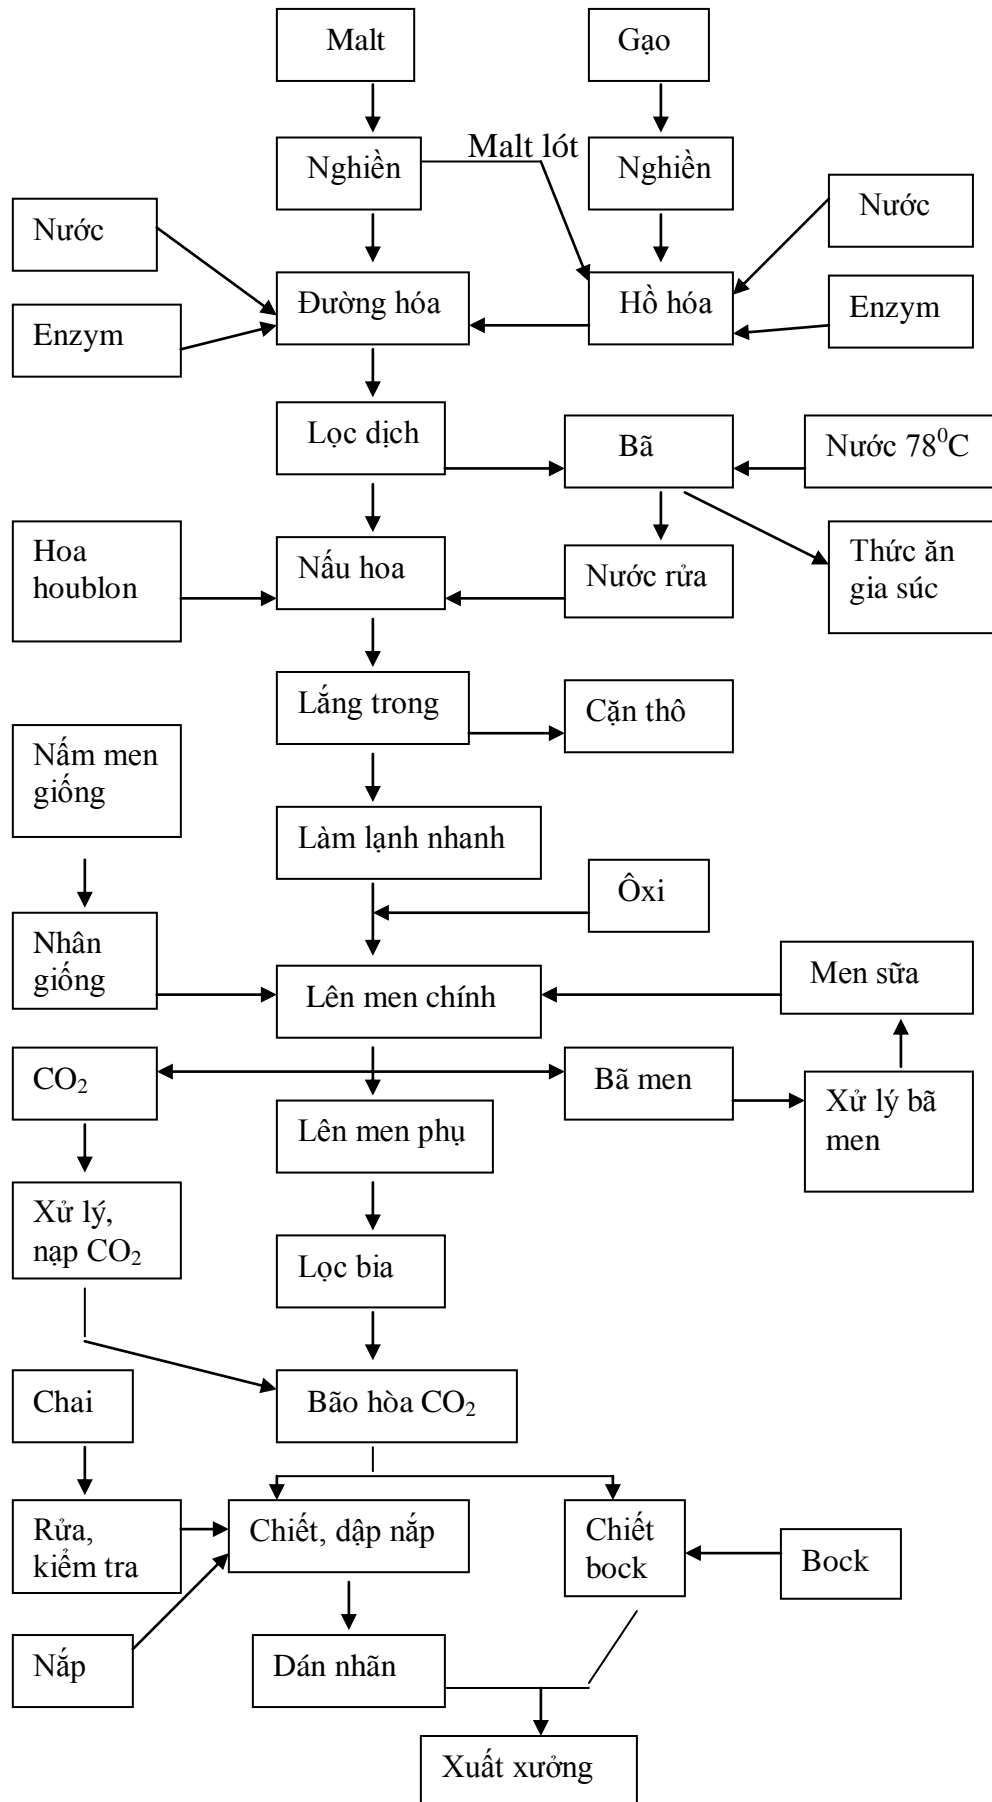 Malt
Gạo
Nghiền
Malt lót
Nghiền
Nước
Nước
Đường hóa
Hồ hóa
Enzym
Enzym
Lọc dịch
Bã
Nước 78⁰C
Hoa
houblon
Nấu hoa
Nước rửa
Thức ăn
gia súc
Lắng trong
Cặn thô
Nấm men
giống
Làm lạnh nhanh
Ôxi
Nhân
giống
Lên men chính
Men sữa
CO₂
Bã men
Xử lý bã
men
Lên men phụ
Xử lý,
nạp CO₂
Lọc bia
Chai
Bão hòa CO₂
Rửa,
kiểm tra
Chiết, dập nắp
Chiết
bock
Bock
Nắp
Dán nhãn
Xuất xưởng